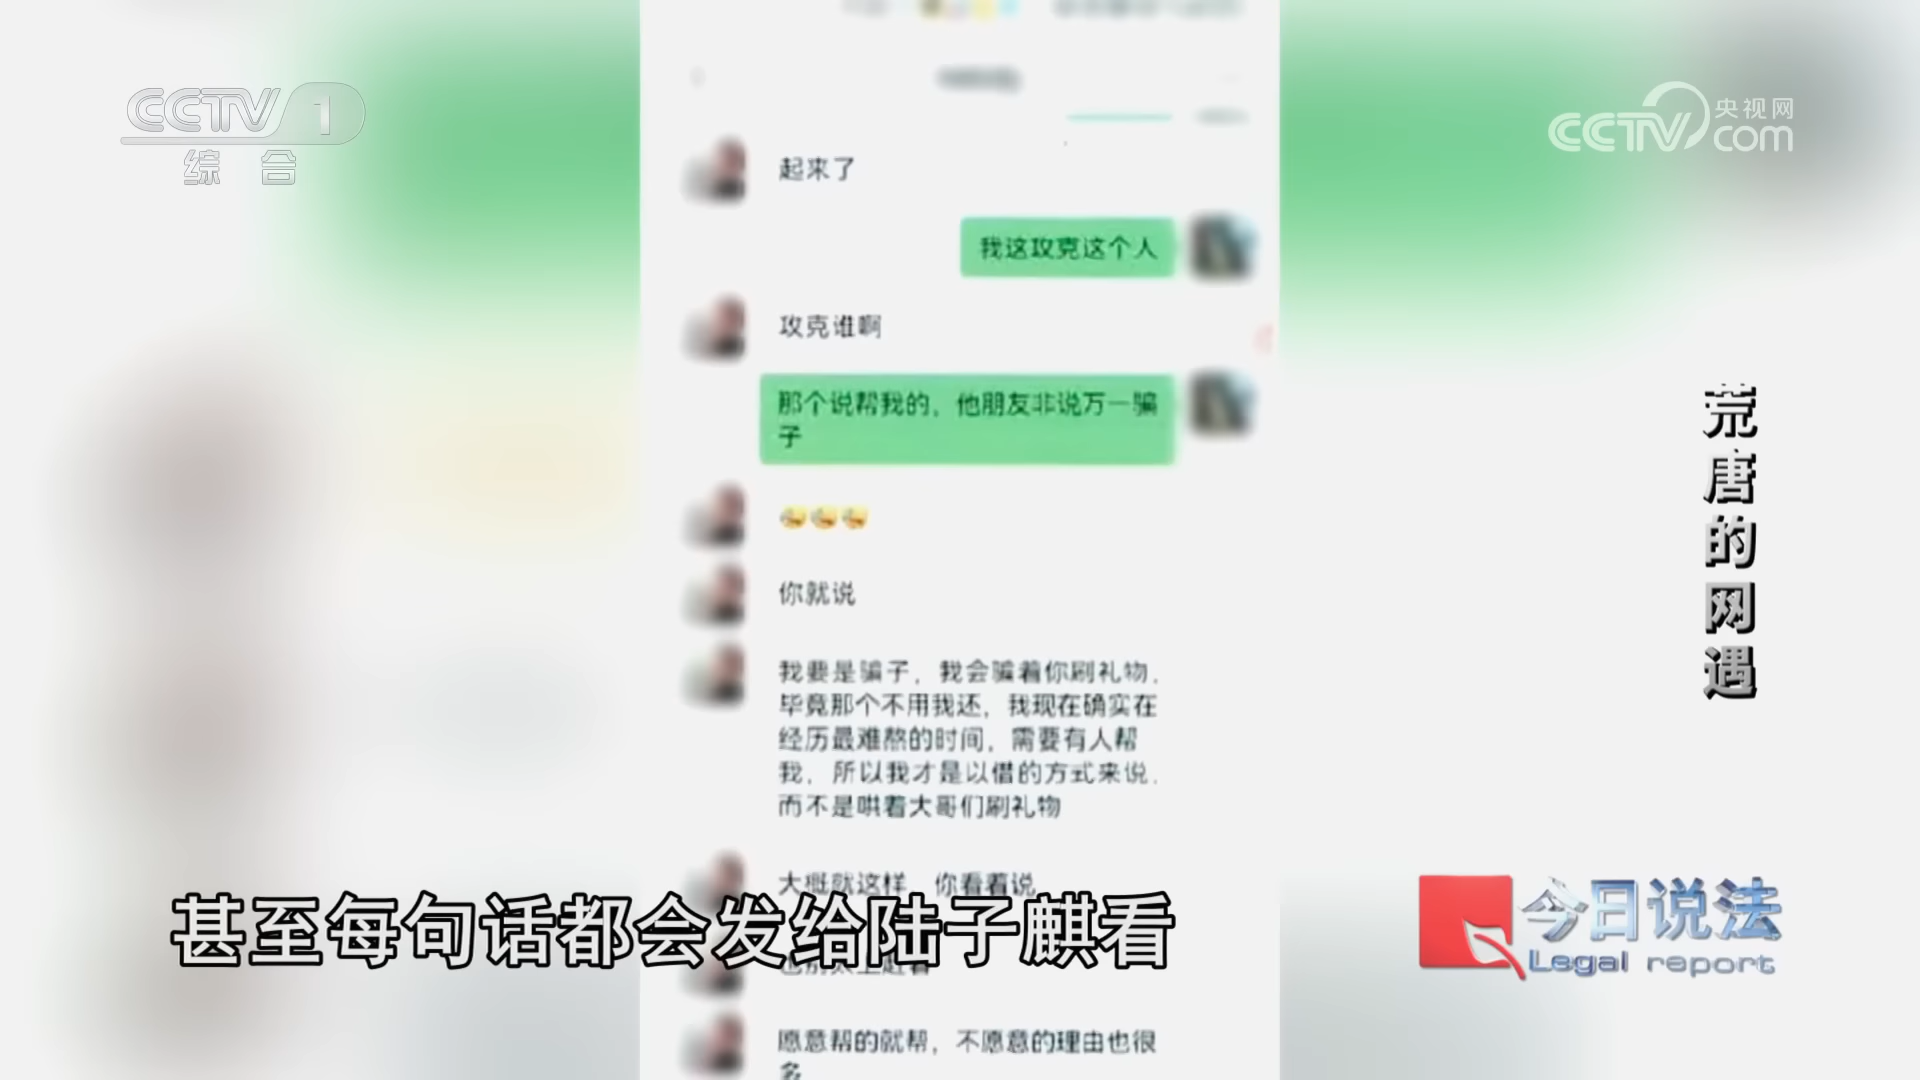 CCTV 1
综 合
央视网
CCTV com
起来了
我这攻克这个人
攻克谁啊
那个说帮我的，他朋友非说万一骗
子
你就说
我要是骗子，我会骗着你刷礼物，
毕竟那个不用我还，我现在确实在
经历最难熬的时间，需要有人帮
我，所以我才是以借的方式来说，
而不是哄着大哥们刷礼物
大概就这样，你看着说
甚至每句话都会发给陆子麒看
愿意帮的就帮，不愿意的理由也很
多
荒唐的网遇
今日说法
Legal report